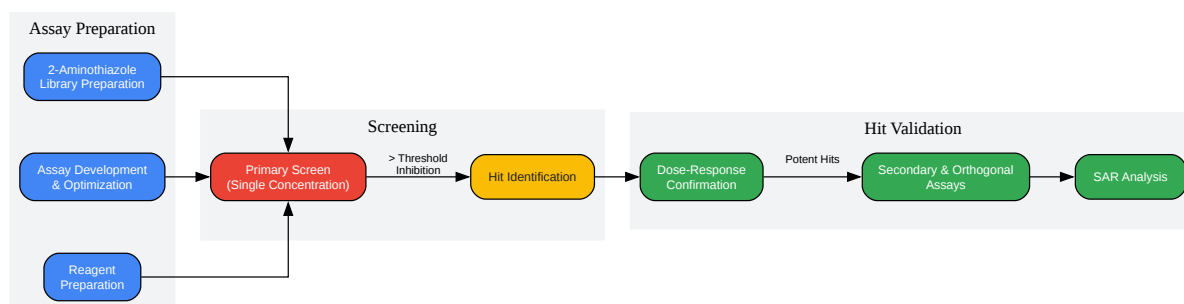 Assay Preparation
2-Aminothiazole
Library Preparation
Assay Development
& Optimization
Reagent
Preparation
Screening
Primary Screen
(Single Concentration)
> Threshold
Inhibition
Hit Identification
Hit Validation
Dose-Response
Confirmation
Potent Hits
Secondary & Orthogonal
Assays
SAR Analysis